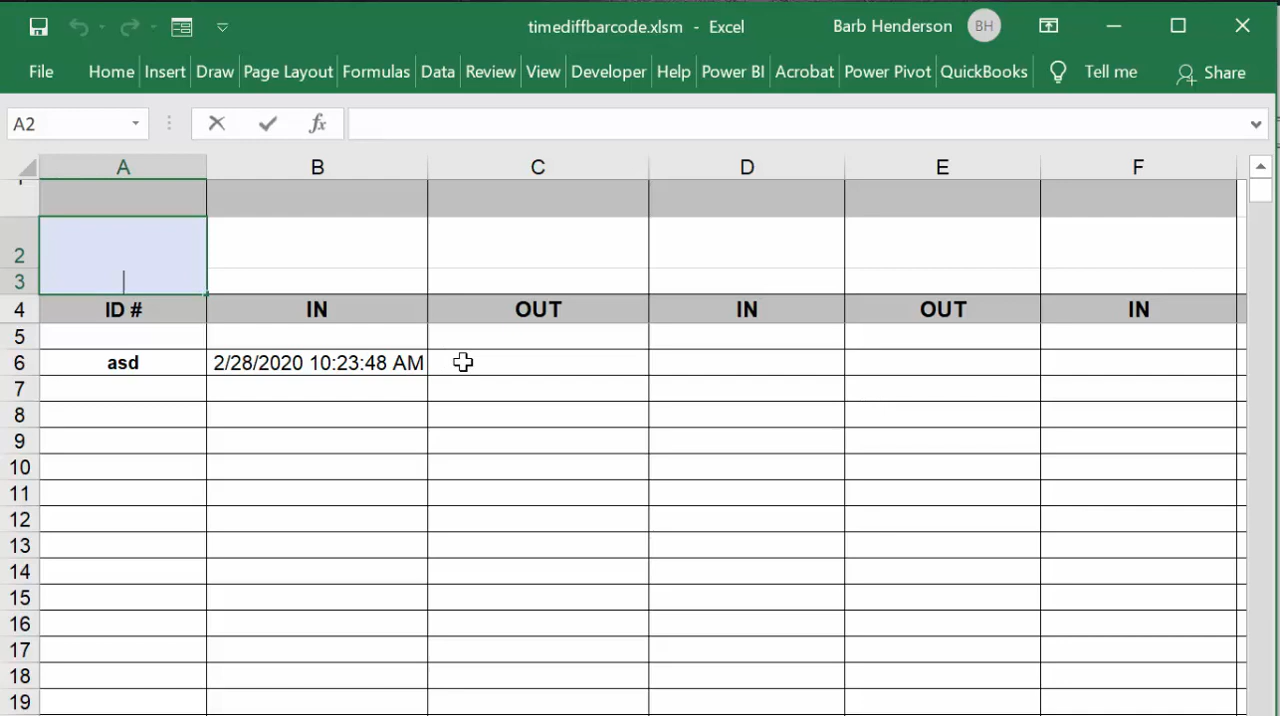 timediffbarcode.xlsm - Excel
Barb Henderson
BH
File Home Insert Draw Page Layout Formulas Data Review View Developer Help Power BI Acrobat Power Pivot QuickBooks Tell me Share
A2
fx
A B C D E F
2
3
4 ID # IN OUT IN OUT IN
5
6 asd 2/28/2020 10:23:48 AM
7
8
9
10
11
12
13
14
15
16
17
18
19